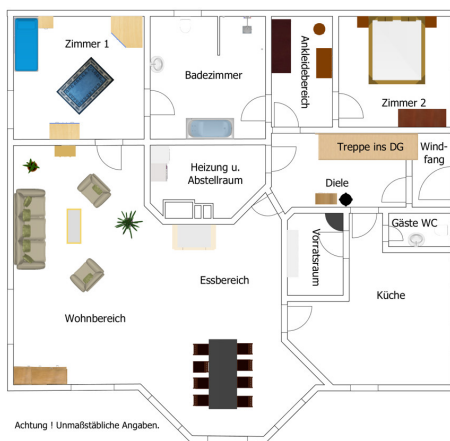 Zimmer 1
Badezimmer
Ankleidebereich
Zimmer 2
Heizung u.
Abstellraum
Treppe ins DG
Wind-
fang
Diele
Gäste WC
Vorratsraum
Essbereich
Küche
Wohnbereich
Achtung ! Unmaßstäbliche Angaben.